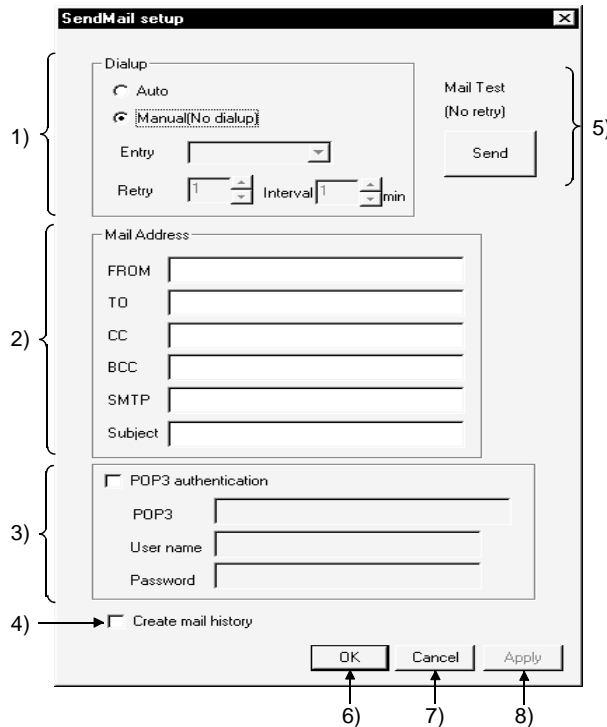 SendMail setup
Dialup
Auto
Manual(No dialup)
Entry
Retry 1 Interval 1 min
Mail Test
(No retry)
Send
1)
5)
Mail Address
FROM
TO
CC
BCC
SMTP
Subject
2)
POP3 authentication
POP3
User name
Password
3)
4) Create mail history
OK Cancel Apply
6) 7) 8)